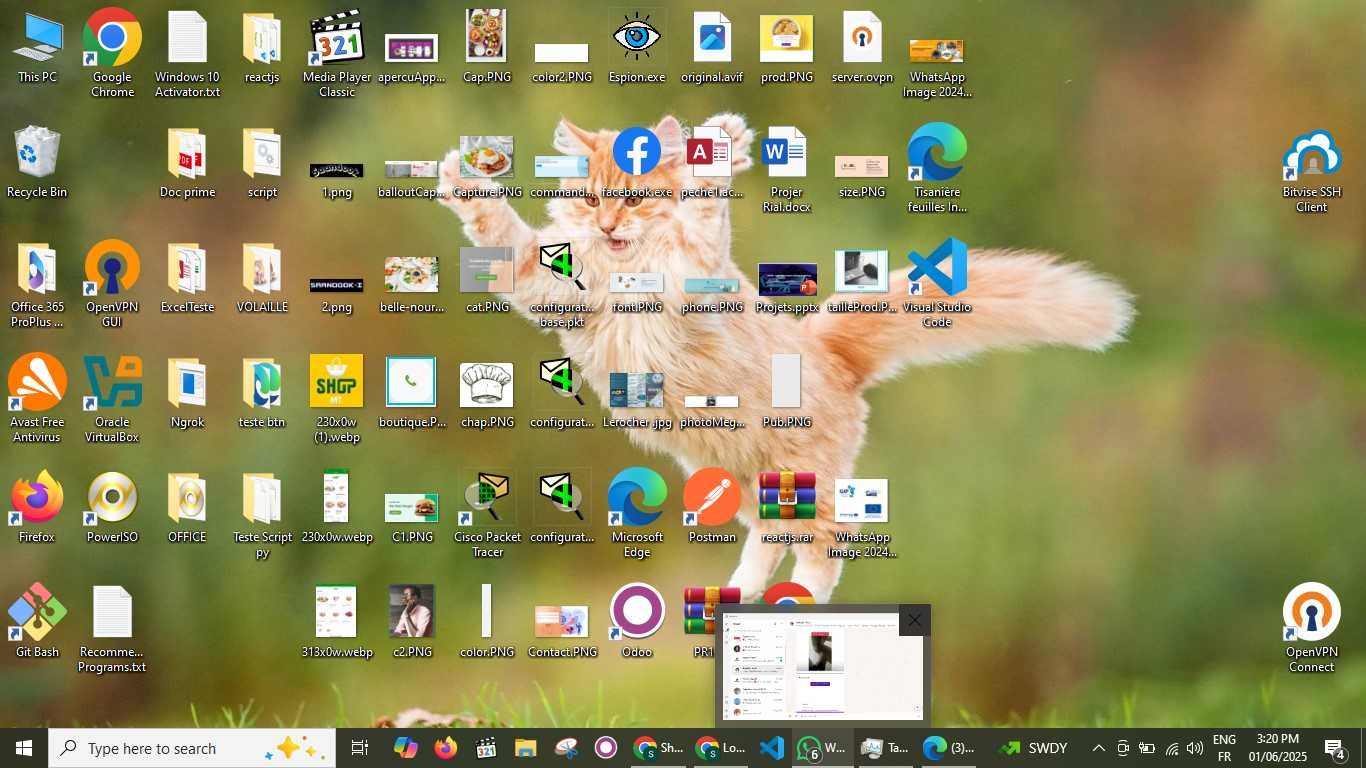 This PC
Google
Chrome
Windows 10
Activator.txt
reactjs
Media Player
Classic
apercuApp...
Cap.PNG
color2.PNG
Espion.exe
original.avif
prod.PNG
server.ovpn
WhatsApp
Image 2024...
Recycle Bin
Doc prime
script
1.png
balloutCap...
Capture.PNG
command...
facebook.exe
Projer
Rial.docx
size.PNG
Tisanière
feuilles In...
Bitvise SSH
Client
Office 365
ProPlus ...
OpenVPN
GUI
ExcelTeste
VOLAILLE
2.png
belle-nour...
cat.PNG
configurat...
base.pkt
font.PNG
phone.PNG
Projets.pptx
tailleProd.P...
Visual Studio
Code
Avast Free
Antivirus
Oracle
VirtualBox
Ngrok
teste btn
230x0w
(1).webp
boutique.P...
chap.PNG
configurat...
Lerocher .jpg
photoMeg...
Pub.PNG
Firefox
PowerISO
OFFICE
Teste Script
py
230x0w.webp
C1.PNG
Cisco Packet
Tracer
configurat...
Microsoft
Edge
Postman
reactjs.rar
WhatsApp
Image 2024...
Git Bash
Recomme...
Programs.txt
313x0w.webp
c2.PNG
color.PNG
Contact.PNG
Odoo
PR1
OpenVPN
Connect
Type here to search
Sh...
Lo...
W...
6
Ta...
(3)...
SWDY
ENG
FR
3:20 PM
01/06/2025
4